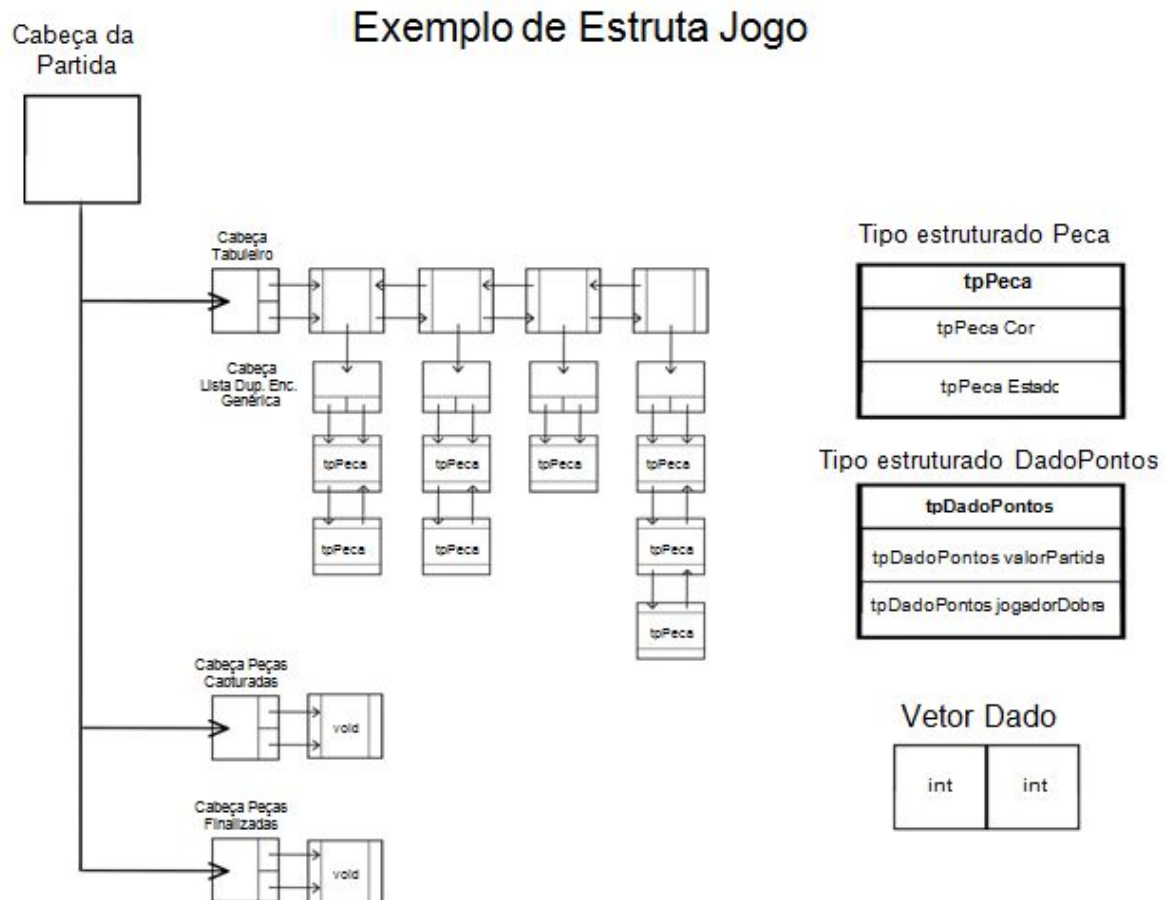 Exemplo de Estruta Jogo
Cabeça da
Partida
Cabeça
Tabuleiro
Cabeça
Lista Dup. Enc.
Genérica
tpPeca
tpPeca
tpPeca
tpPeca
tpPeca
tpPeca
tpPeca
tpPeca
Cabeça Peças
Capturadas
void
Cabeça Peças
Finalizadas
void
Tipo estruturado Peca
tpPeca
tpPeca Cor
tpPeca Estado
Tipo estruturado DadoPontos
tpDadoPontos
tpDadoPontos valorPartida
tpDadoPontos jogadorDobra
Vetor Dado
int
int